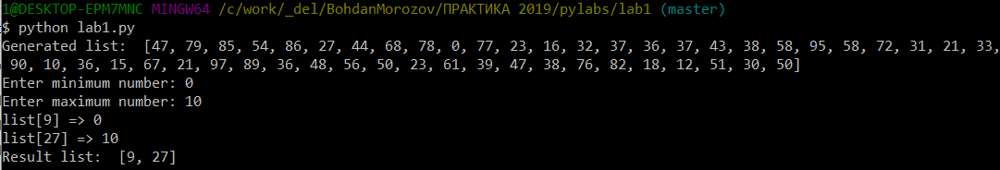 1@DESKTOP-EPM7MNC MINGW64 /c/work/_del/BohdanMorozov/ПРАКТИКА 2019/pylabs/lab1 (master)
$ python lab1.py
Generated list:  [47, 79, 85, 54, 86, 27, 44, 68, 78, 0, 77, 23, 16, 32, 37, 36, 37, 43, 38, 58, 95, 58, 72, 31, 21, 33,
 90, 10, 36, 15, 67, 21, 97, 89, 36, 48, 56, 50, 23, 61, 39, 47, 38, 76, 82, 18, 12, 51, 30, 50]
Enter minimum number: 0
Enter maximum number: 10
list[9] => 0
list[27] => 10
Result list:  [9, 27]